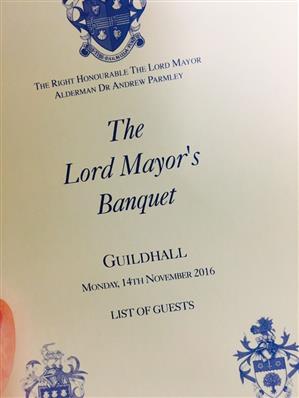 THE RIGHT HONOURABLE THE LORD MAYOR
ALDERMAN DR ANDREW PARMLEY
The
Lord Mayor's
Banquet
GUILDHALL
MONDAY, 14TH NOVEMBER 2016
LIST OF GUESTS